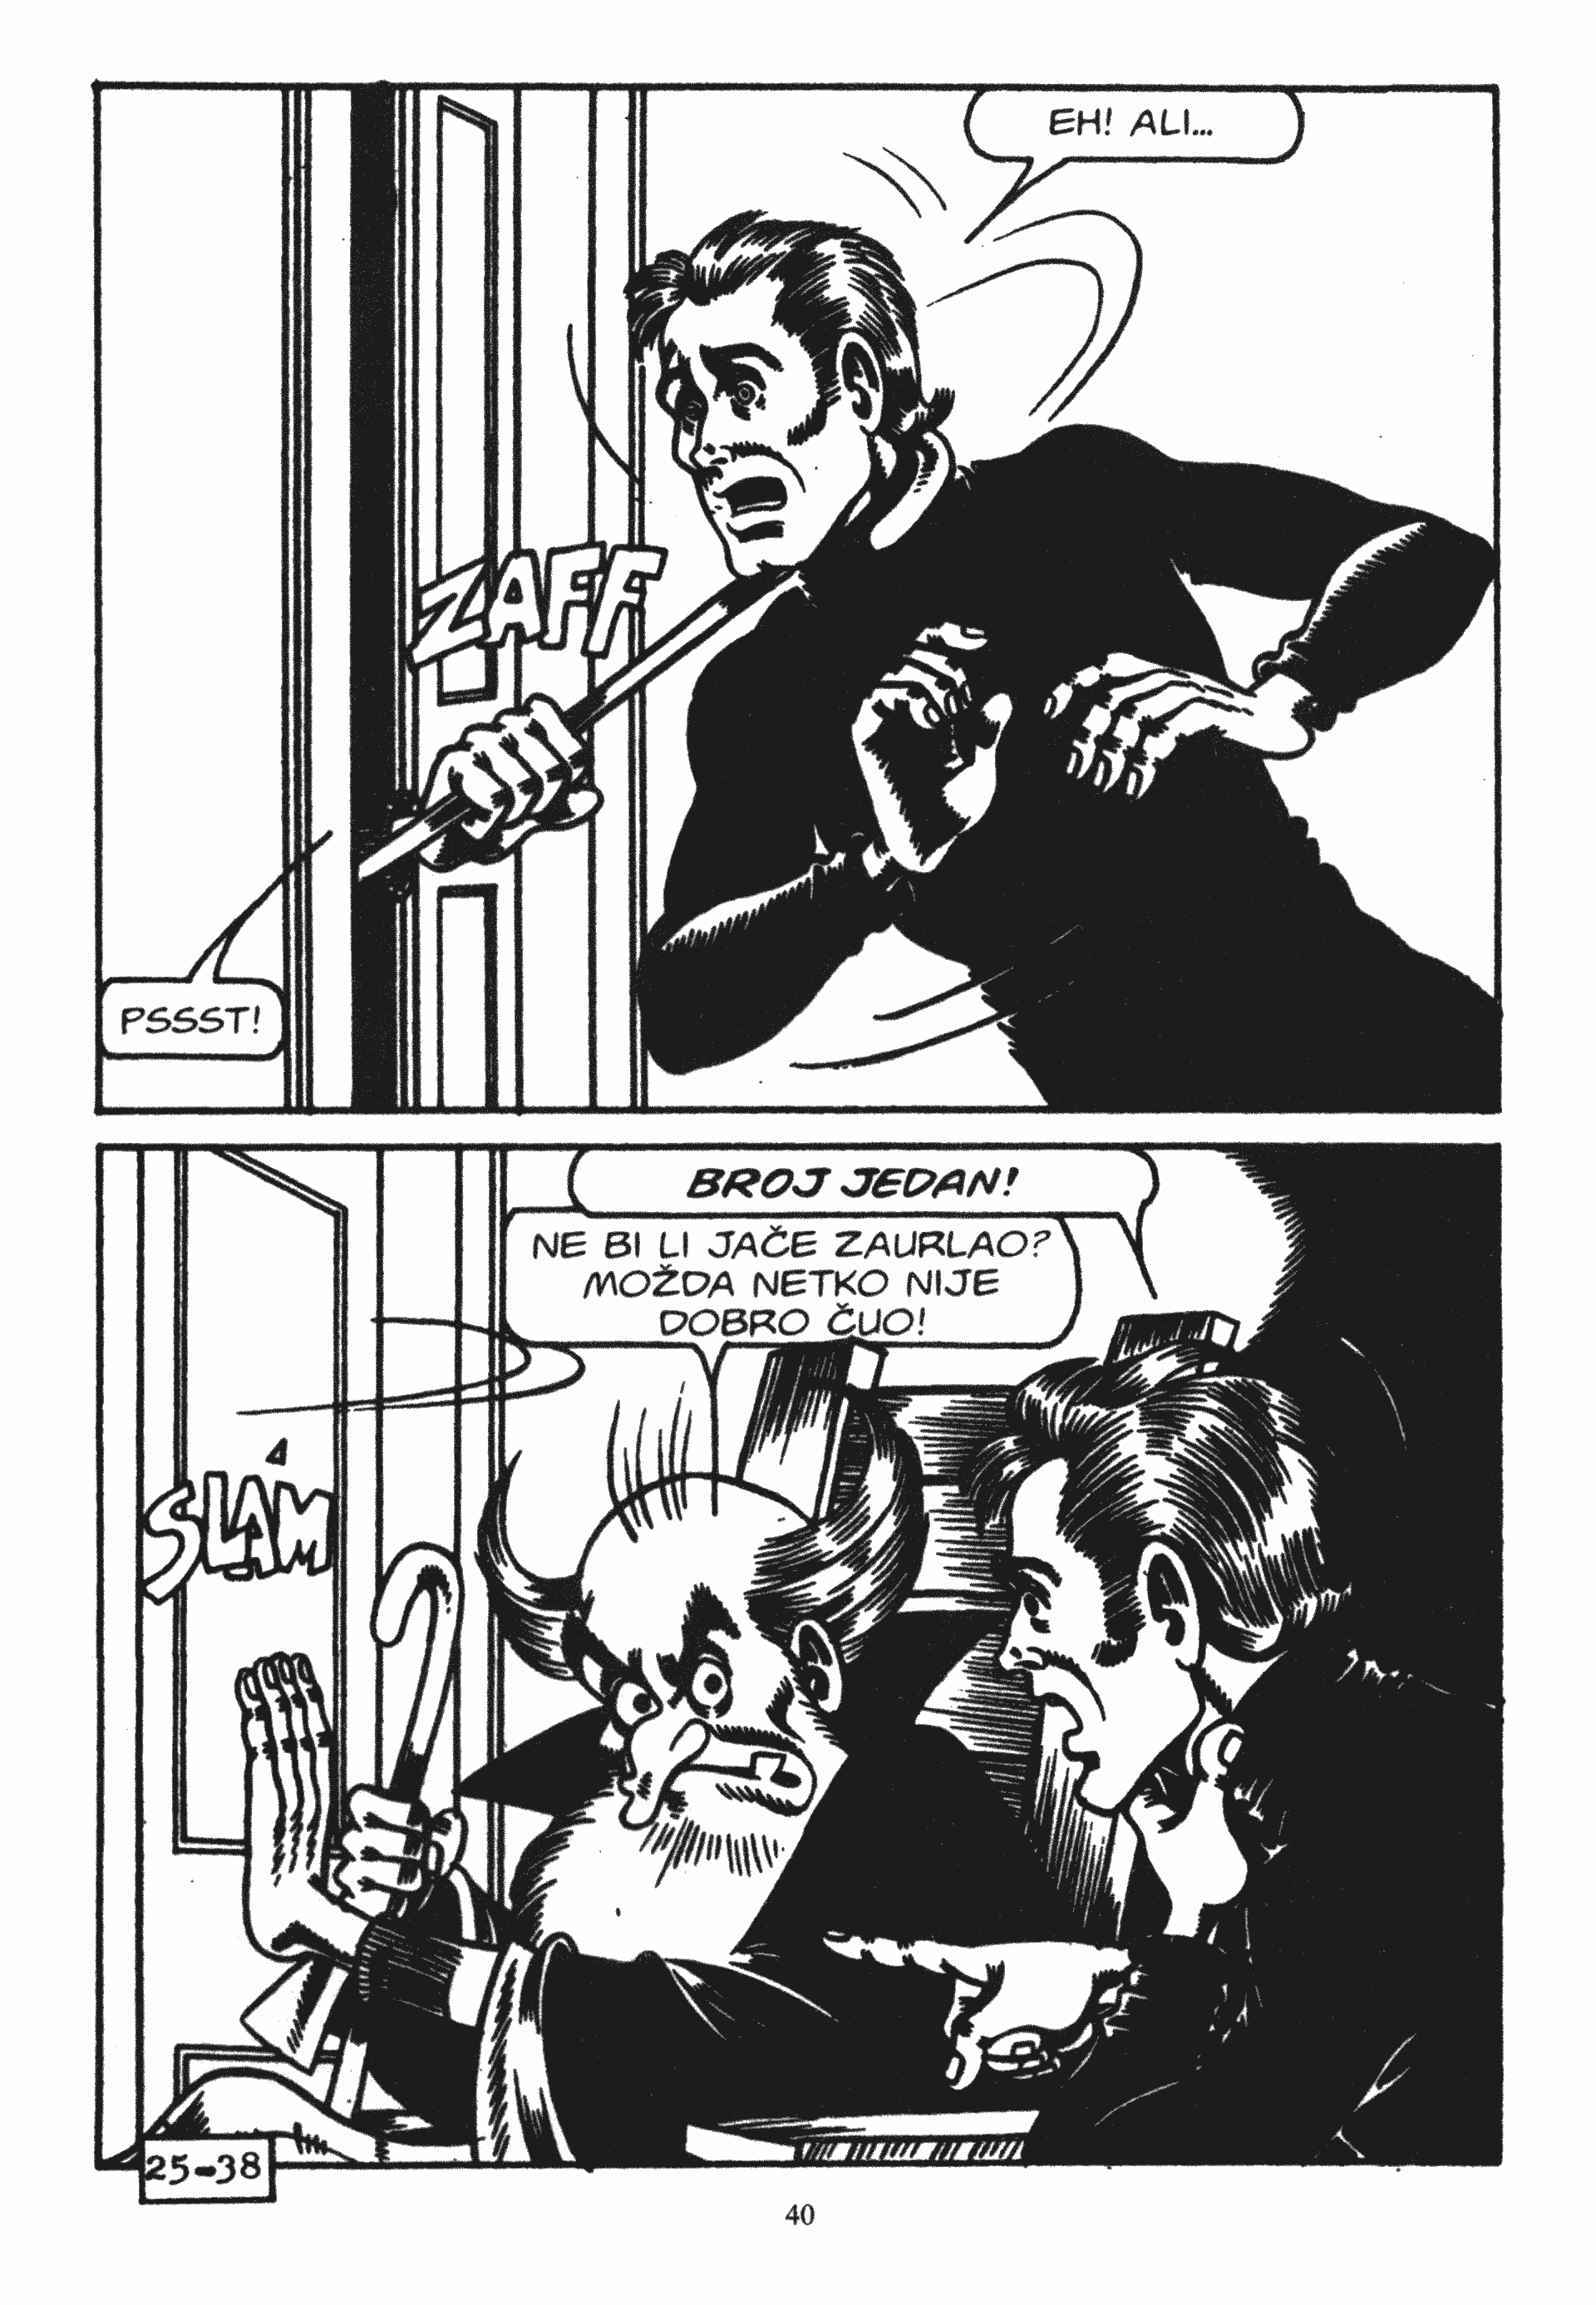 EH! ALI...
ZAFF
PSSST!
BROJ JEDAN!
NE BI LI JAČE ZAURLAO?
MOŽDA NETKO NIJE
DOBRO ČUO!
SLAM
25-38
40